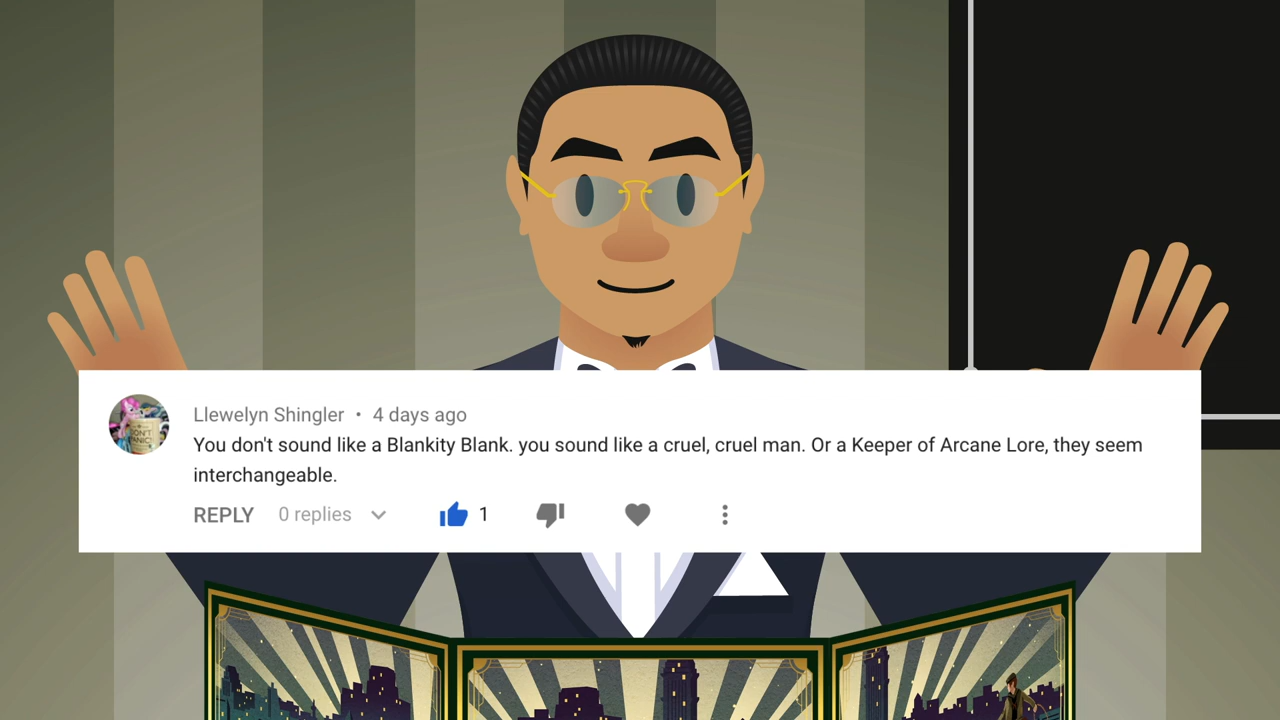 Llewelyn Shingler • 4 days ago
You don't sound like a Blankity Blank. you sound like a cruel, cruel man. Or a Keeper of Arcane Lore, they seem
interchangeable.
REPLY 0 replies 1